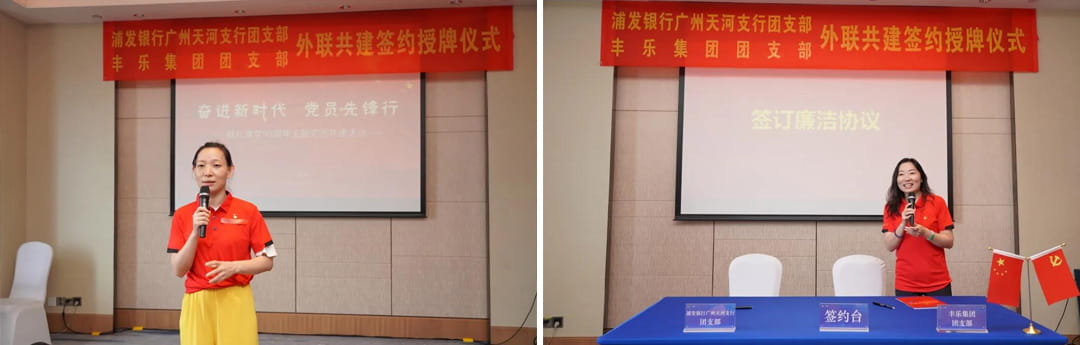 浦发银行广州天河支行团支部
丰乐集团团支部
外联共建签约授牌仪式
奋进新时代 党员先锋行
浦发银行广州天河支行团支部
丰乐集团团支部
外联共建签约授牌仪式
签订廉洁协议
浦发银行广州天河支行
团支部
签约台
丰乐集团
团支部